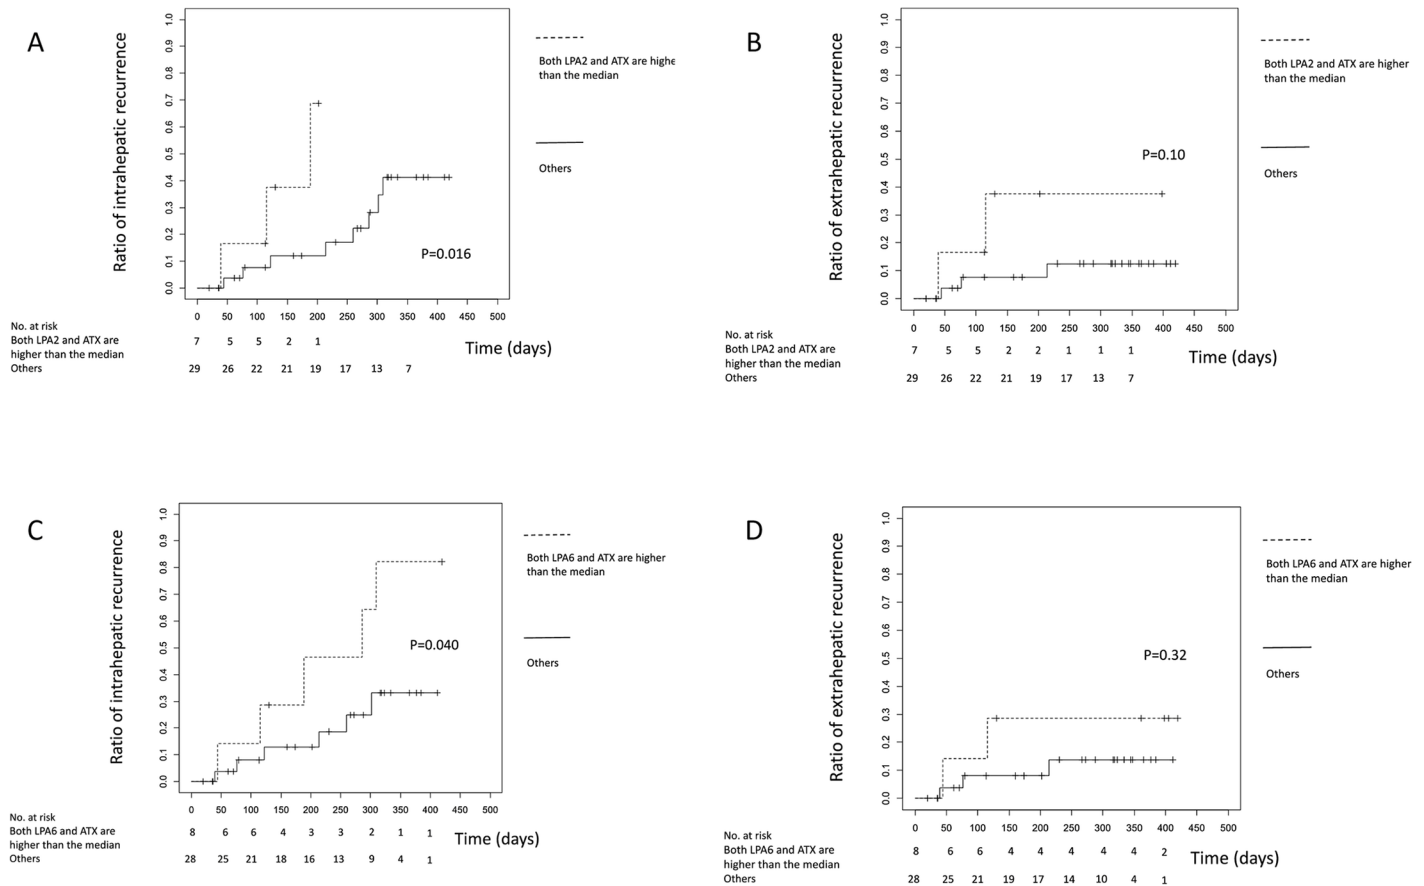 A
Ratio of intrahepatic recurrence
1.0
0.9
0.8
0.7
0.6
0.5
0.4
0.3
0.2
0.1
0.0
P=0.016
0 50 100 150 200 250 300 350 400 450 500
Time (days)
Both LPA2 and ATX are highe
than the median
Others
No. at risk
Both LPA2 and ATX are
higher than the median
7 5 5 2 1
Others
29 26 22 21 19 17 13 7
B
Ratio of extrahepatic recurrence
1.0
0.9
0.8
0.7
0.6
0.5
0.4
0.3
0.2
0.1
0.0
P=0.10
0 50 100 150 200 250 300 350 400 450 500
Time (days)
Both LPA2 and ATX are higher
than the median
Others
No. at risk
Both LPA2 and ATX are
higher than the median
7 5 5 2 2 1 1 1
Others
29 26 22 21 19 17 13 7
C
Ratio of intrahepatic recurrence
1.0
0.9
0.8
0.7
0.6
0.5
0.4
0.3
0.2
0.1
0.0
P=0.040
0 50 100 150 200 250 300 350 400 450 500
Time (days)
Both LPA6 and ATX are higher
than the median
Others
No. at risk
Both LPA6 and ATX are
higher than the median
8 6 6 4 3 3 2 1 1
Others
28 25 21 18 16 13 9 4 1
D
Ratio of extrahepatic recurrence
1.0
0.9
0.8
0.7
0.6
0.5
0.4
0.3
0.2
0.1
0.0
P=0.32
0 50 100 150 200 250 300 350 400 450 500
Time (days)
Both LPA6 and ATX are higher
than the median
Others
No. at risk
Both LPA6 and ATX are
higher than the median
8 6 6 4 4 4 4 4 2
Others
28 25 21 19 17 14 10 4 1